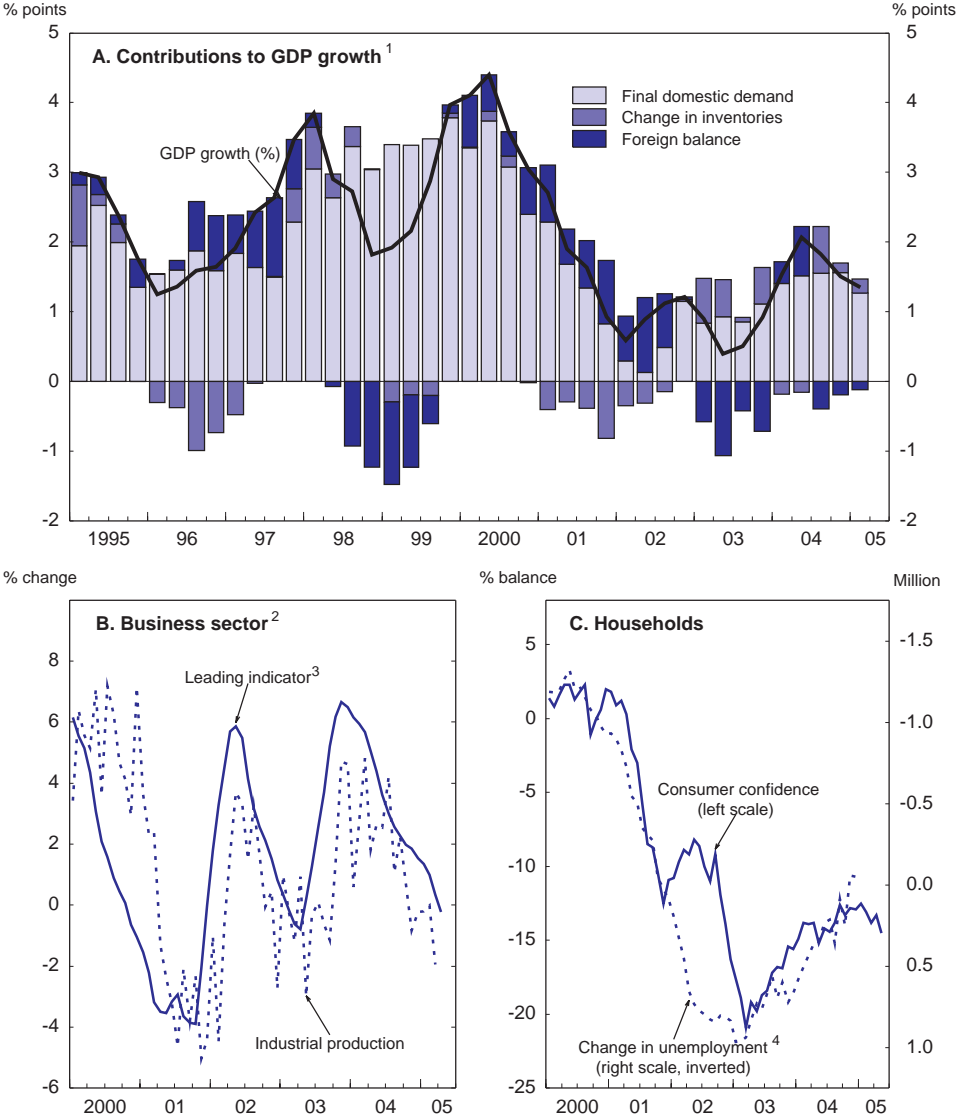 % points
% points
5
5
A. Contributions to GDP growth 1
4
4
Final domestic demand
Change in inventories
Foreign balance
GDP growth (%)
3
3
2
2
1
1
0
0
-1
-1
-2
-2
1995 96 97 98 99 2000 01 02 03 04 05
% change
B. Business sector 2
8
Leading indicator3
6
4
2
0
-2
-4
Industrial production
-6
2000 01 02 03 04 05
% balance
Million
C. Households
5
-1.5
0
-1.0
-5
Consumer confidence
(left scale)
-0.5
-10
0.0
-15
0.5
-20
Change in unemployment 4
(right scale, inverted)
1.0
-25
2000 01 02 03 04 05